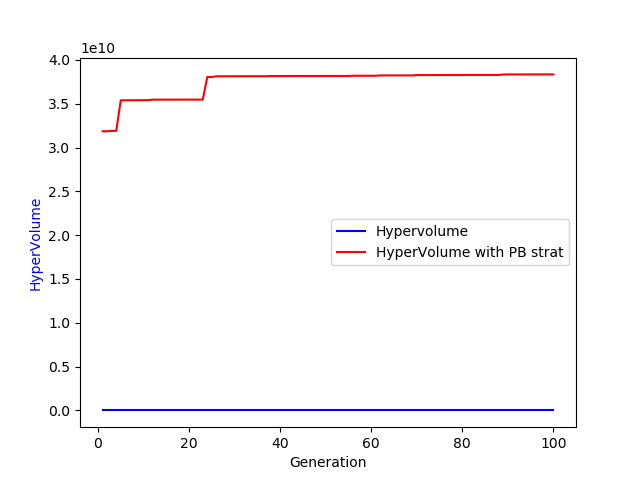 1e10
4.0
3.5
3.0
2.5
2.0
1.5
1.0
0.5
0.0
HyperVolume
Hypervolume
HyperVolume with PB strat
0 20 40 60 80 100
Generation